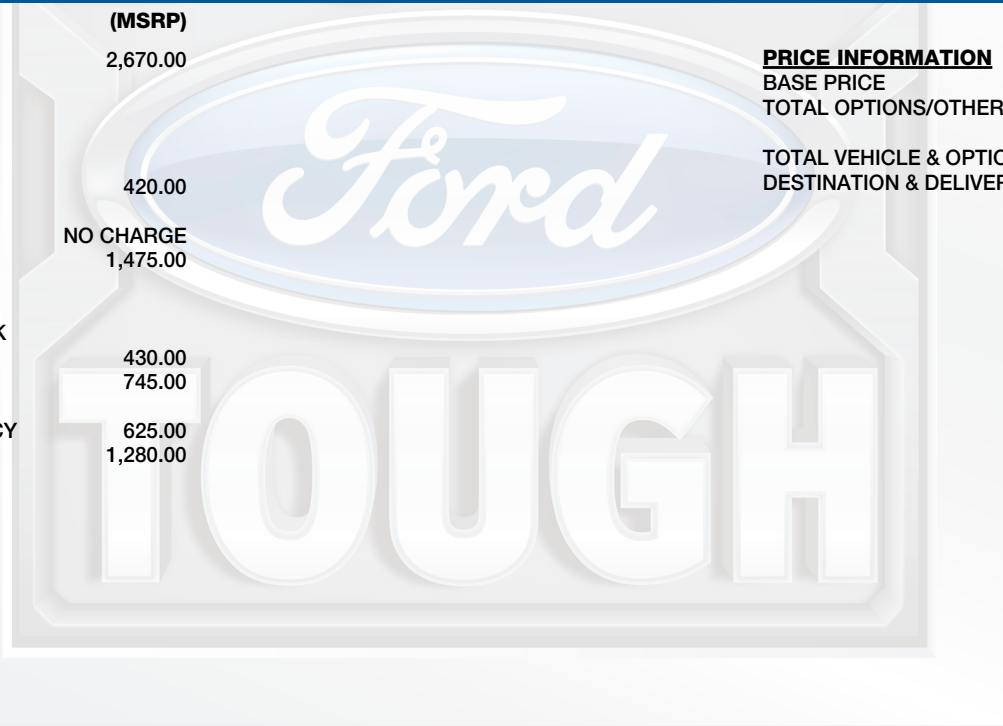 (MSRP)
2,670.00
420.00
NO CHARGE
1,475.00
K
430.00
745.00
CY 625.00
1,280.00
PRICE INFORMATION
BASE PRICE
TOTAL OPTIONS/OTHER
TOTAL VEHICLE & OPTIO
DESTINATION & DELIVER
Ford
TOUGH